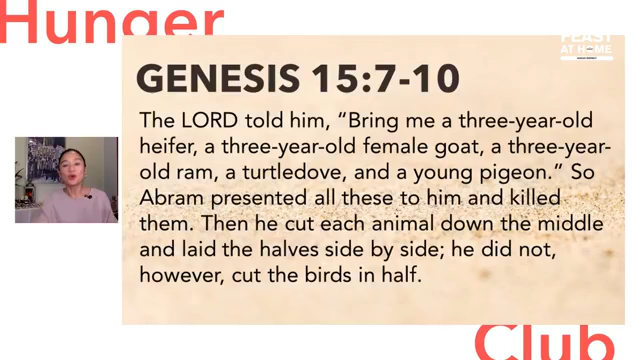 Hunger
FEAST
AT HOME
GENESIS 15:7-10
The LORD told him, “Bring me a three-year-old
heifer, a three-year-old female goat, a three-year-
old ram, a turtledove, and a young pigeon.” So
Abram presented all these to him and killed
them. Then he cut each animal down the middle
and laid the halves side by side; he did not,
however, cut the birds in half.
Club